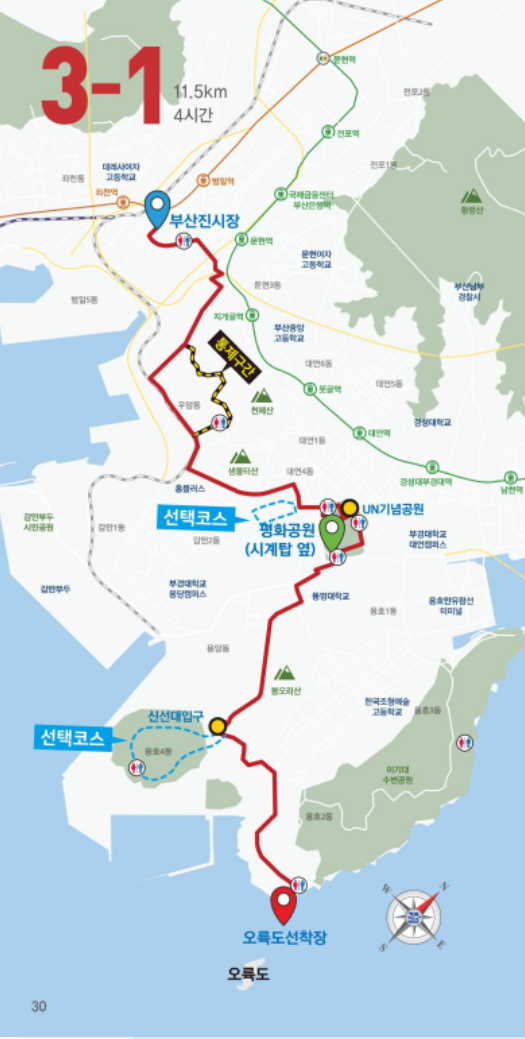 3-1
11.5km
4시간
문현역
전포2동
전포역
전포1동
데레사여자
고등학교
좌천동
좌천역
범일역
국제금융센터
부산은행역
황령산
부산진시장
문현역
문현여자
고등학교
부산남부
경찰서
범일5동
문현3동
지게골역
부산중앙
고등학교
통제구간
대연6동
대연5동
못골역
우암동
천제산
대연역
경성대학교
대연1동
샘물터산
대연4동
경성대부경대역
남천역
홈플러스
선택코스
UN기념공원
평화공원
(시계탑 옆)
감만부두
시민공원
감만1동
감만2동
부경대학교
대연캠퍼스
감만부두
부경대학교
용당캠퍼스
동명대학교
용호1동
용호만유람선
터미널
용당동
봉오리산
신선대입구
한국조형예술
고등학교
용호3동
선택코스
용호4동
이기대
수변공원
용호2동
W
N
S
E
오륙도선착장
오륙도
30